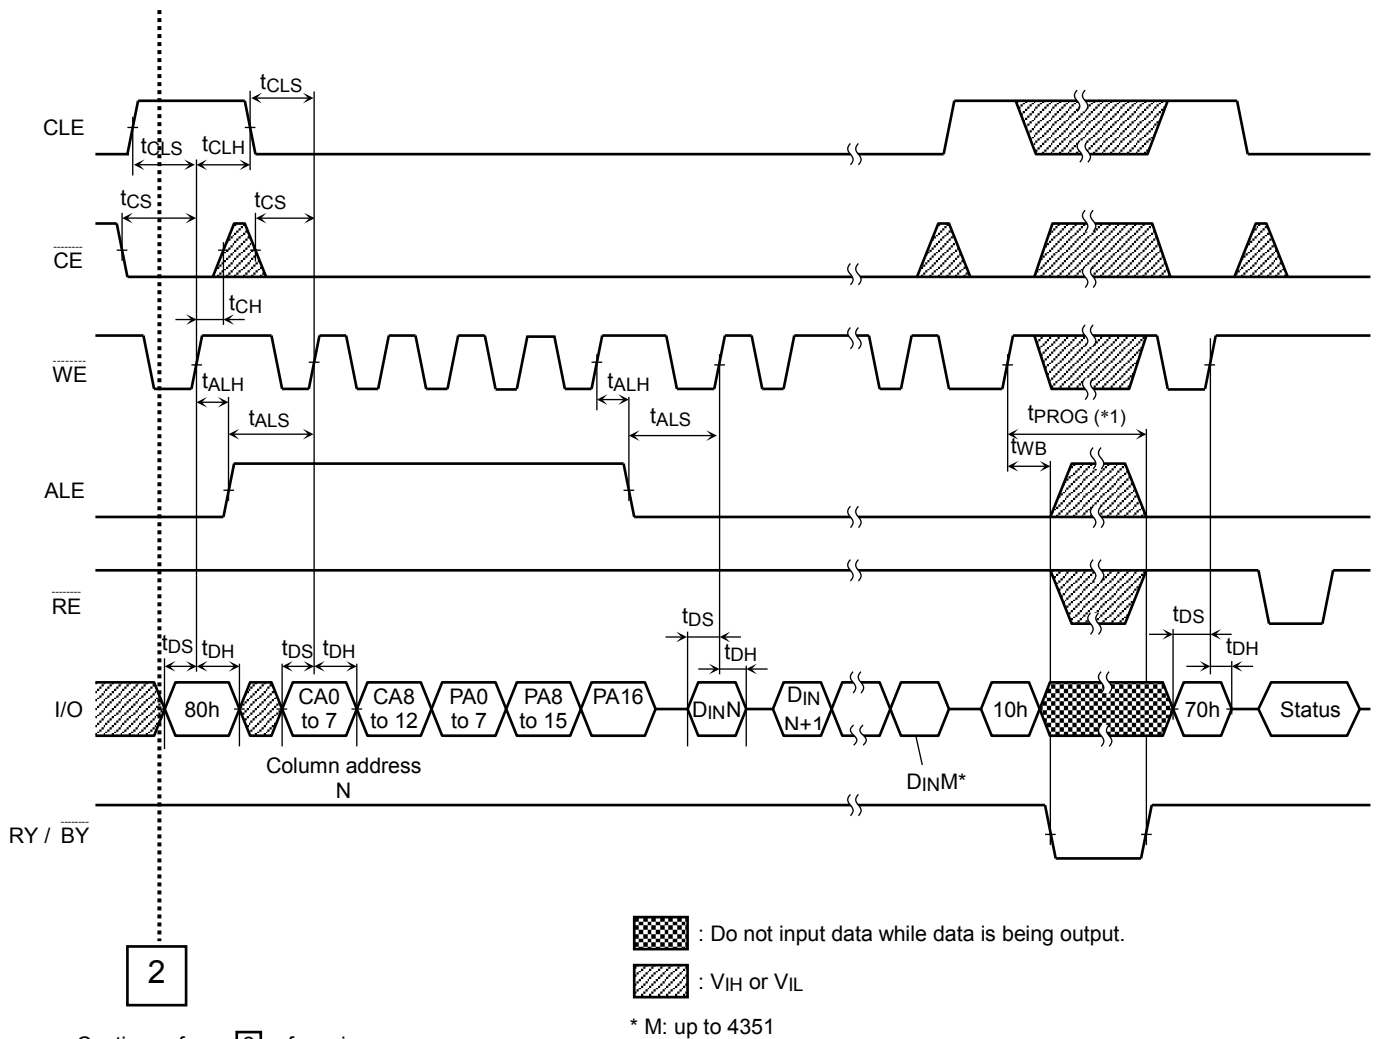 tCLS
CLE
tCLS
tCLH
tCS
tCS
CE
tCH
WE
tALH
tALH
tALS
tALS
tPROG (*1)
tWB
ALE
RE
tDS
tDH
tDS
tDH
tDS
tDH
tDS
tDH
I/O
80h
CA0 to 7
CA8 to 12
PA0 to 7
PA8 to 15
PA16
DINN
DIN N+1
10h
70h
Status
Column address
N
DINM*
RY / BY
: Do not input data while data is being output.
2
: VIH or VIL
* M: up to 4351